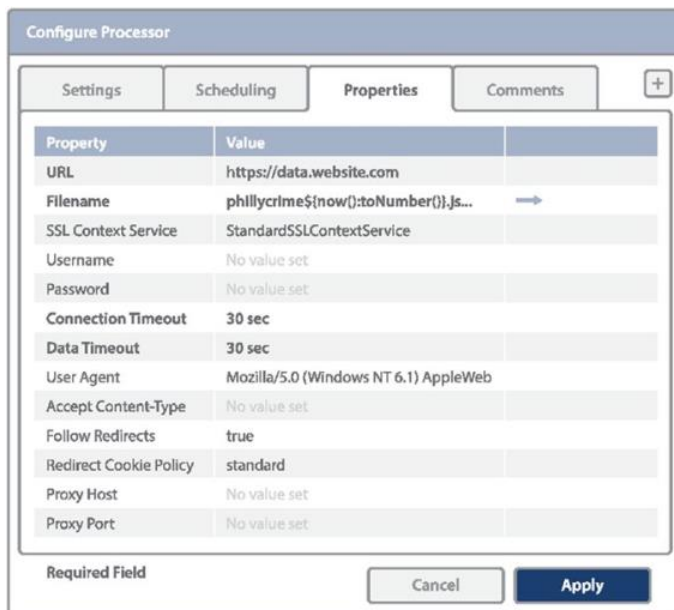 Configure Processor
Settings Scheduling Properties Comments +
Property Value
URL https://data.website.com
Filename phillycrime${now():toNumber()}.js...
SSL Context Service StandardSSLContextService
Username No value set
Password No value set
Connection Timeout 30 sec
Data Timeout 30 sec
User Agent Mozilla/5.0 (Windows NT 6.1) AppleWeb
Accept Content-Type No value set
Follow Redirects true
Redirect Cookie Policy standard
Proxy Host No value set
Proxy Port No value set
Required Field
Cancel Apply